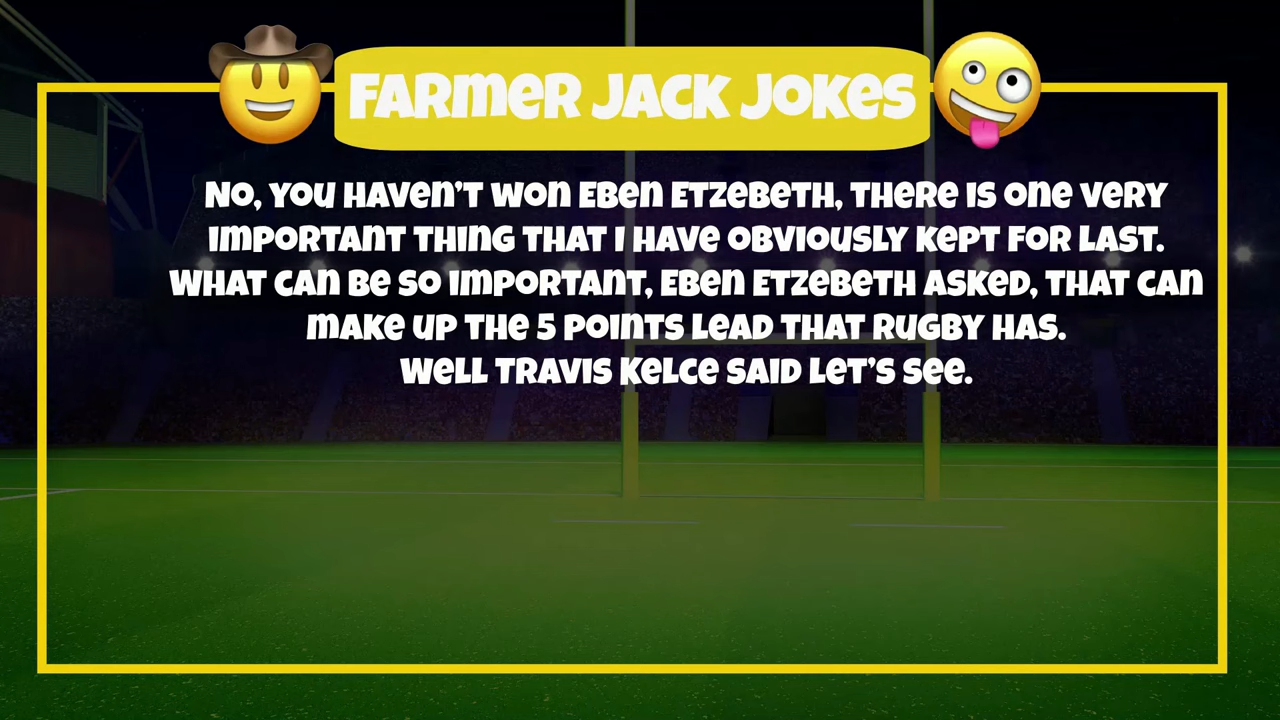 FARMER JACK JOKES
No, you haven't won Eben Etzebeth, there is one very
important thing that I have obviously kept for last.
What can be so important, Eben Etzebeth asked, that can
make up the 5 points lead that rugby has.
Well Travis Kelce said let's see.